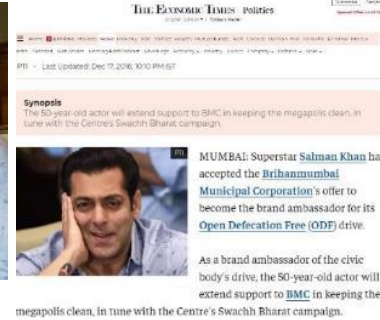 THE ECONOMIC TIMES Politics
PTI - Last Updated: Dec 17, 2016, 10:10 PM IST
Synopsis
The 50-year-old actor will extend support to BMC in keeping the megapolis clean, in
tune with the Centre's Swachh Bharat campaign.
PTI
MUMBAI: Superstar Salman Khan ha
accepted the Brihanmumbai
Municipal Corporation's offer to
become the brand ambassador for its
Open Defecation Free (ODF) drive.
As a brand ambassador of the civic
body's drive, the 50-year-old actor will
extend support to BMC in keeping the
megapolis clean, in tune with the Centre's Swachh Bharat campaign.